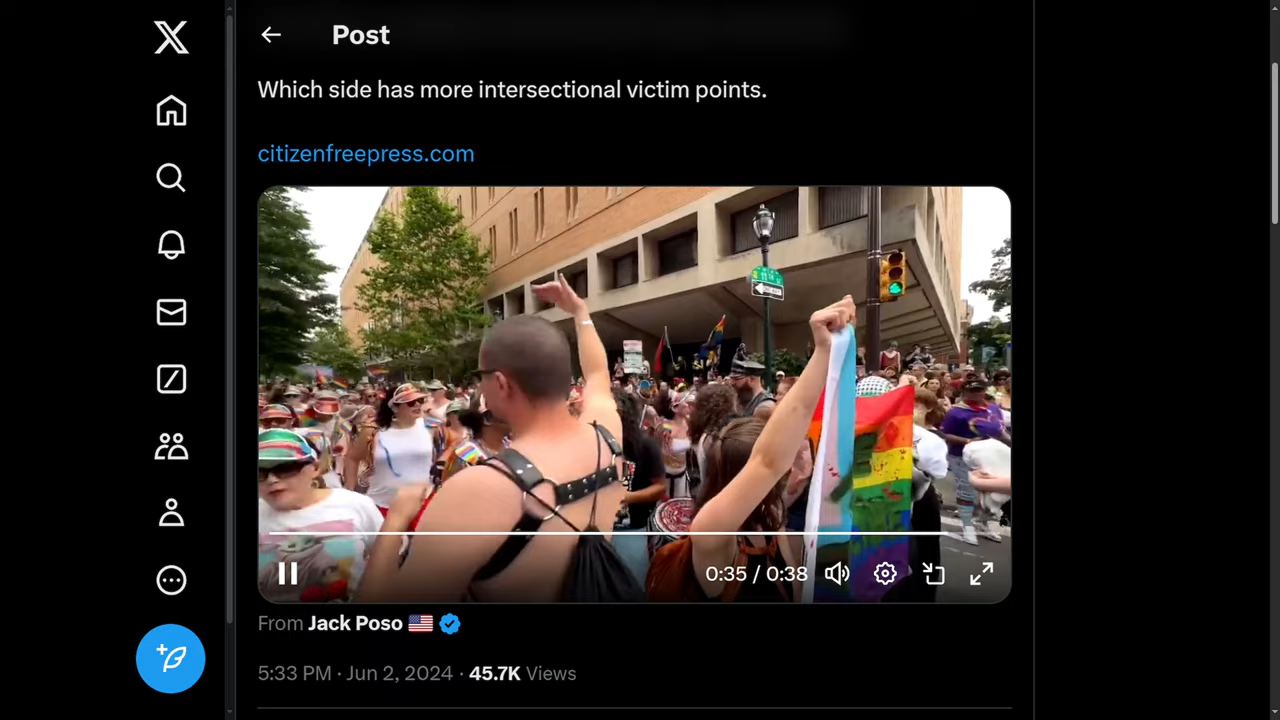 Post
Which side has more intersectional victim points.
citizenfreepress.com
0:35 / 0:38
From Jack Poso
5:33 PM · Jun 2, 2024 · 45.7K Views